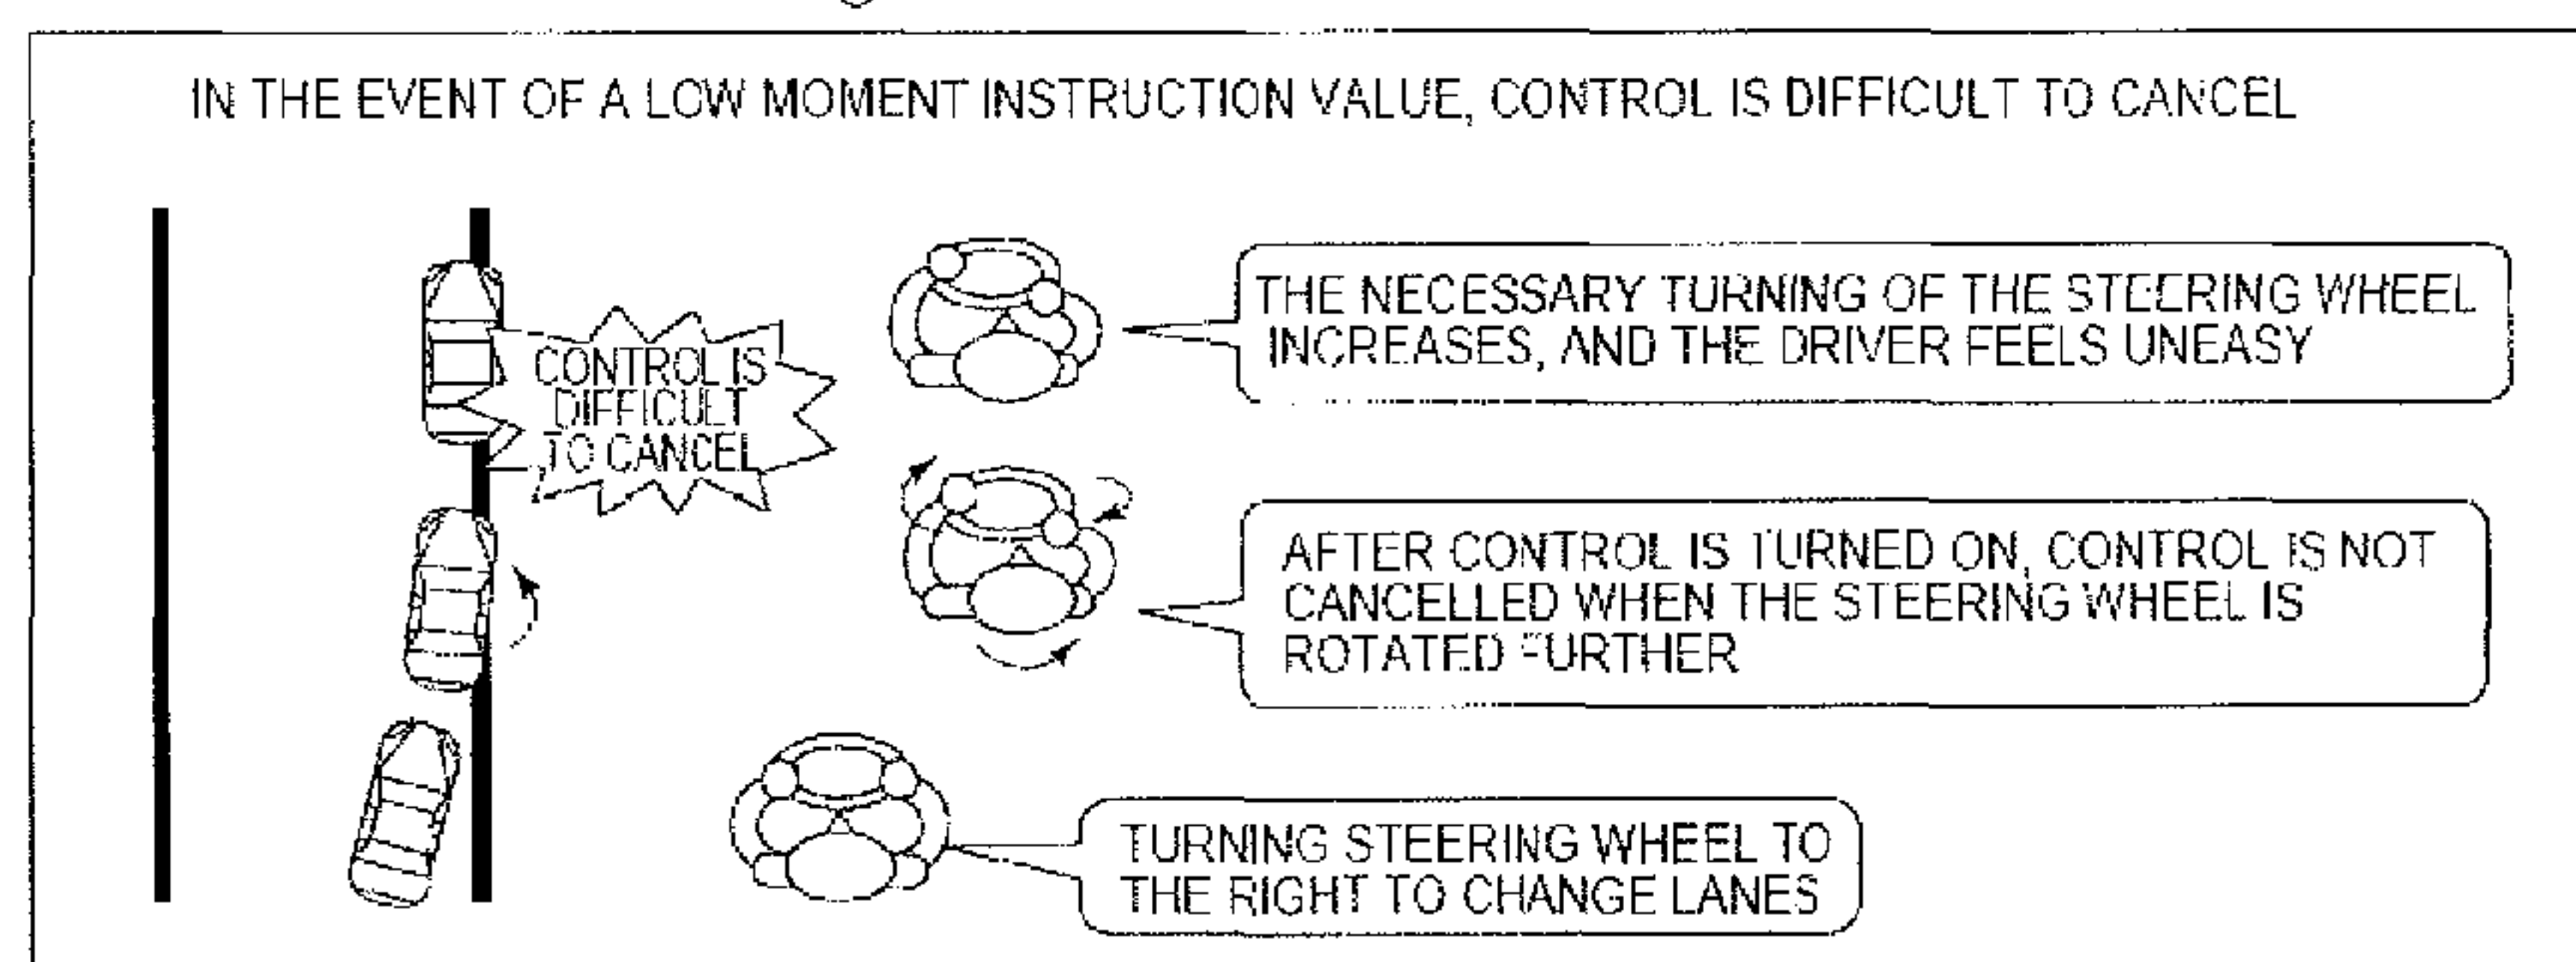 IN THE EVENT OF A LOW MOMENT INSTRUCTION VALUE, CONTROL IS DIFFICULT TO CANCEL
CONTROL IS
DIFFICULT
TO CANCEL
THE NECESSARY TURNING OF THE STEERING WHEEL
INCREASES, AND THE DRIVER FEELS UNEASY
AFTER CONTROL IS TURNED ON, CONTROL IS NOT
CANCELLED WHEN THE STEERING WHEEL IS
ROTATED FURTHER
TURNING STEERING WHEEL TO
THE RIGHT TO CHANGE LANES